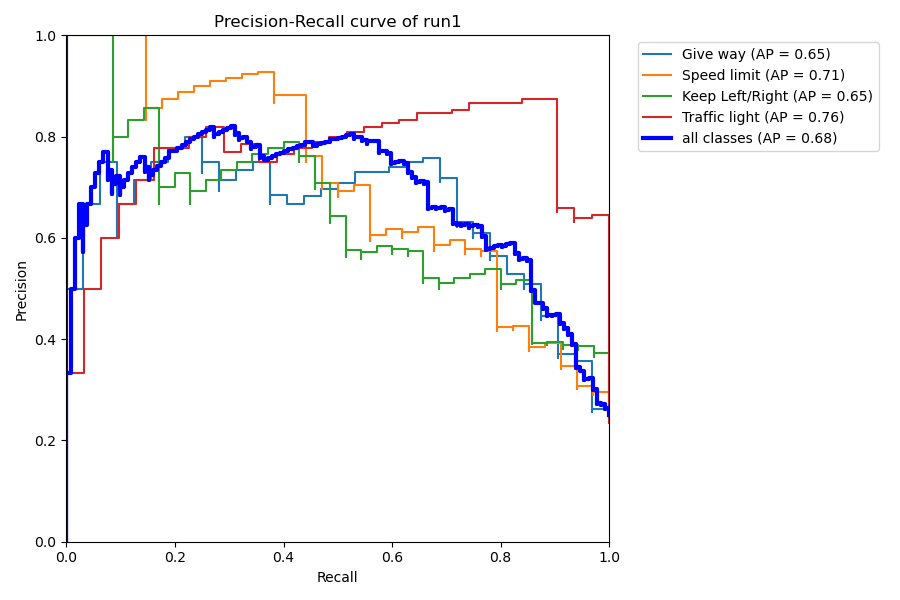 Precision-Recall curve of run1
1.0
0.8
0.6
0.4
0.2
0.0
Precision
0.0 0.2 0.4 0.6 0.8 1.0
Recall
Give way (AP = 0.65)
Speed limit (AP = 0.71)
Keep Left/Right (AP = 0.65)
Traffic light (AP = 0.76)
all classes (AP = 0.68)